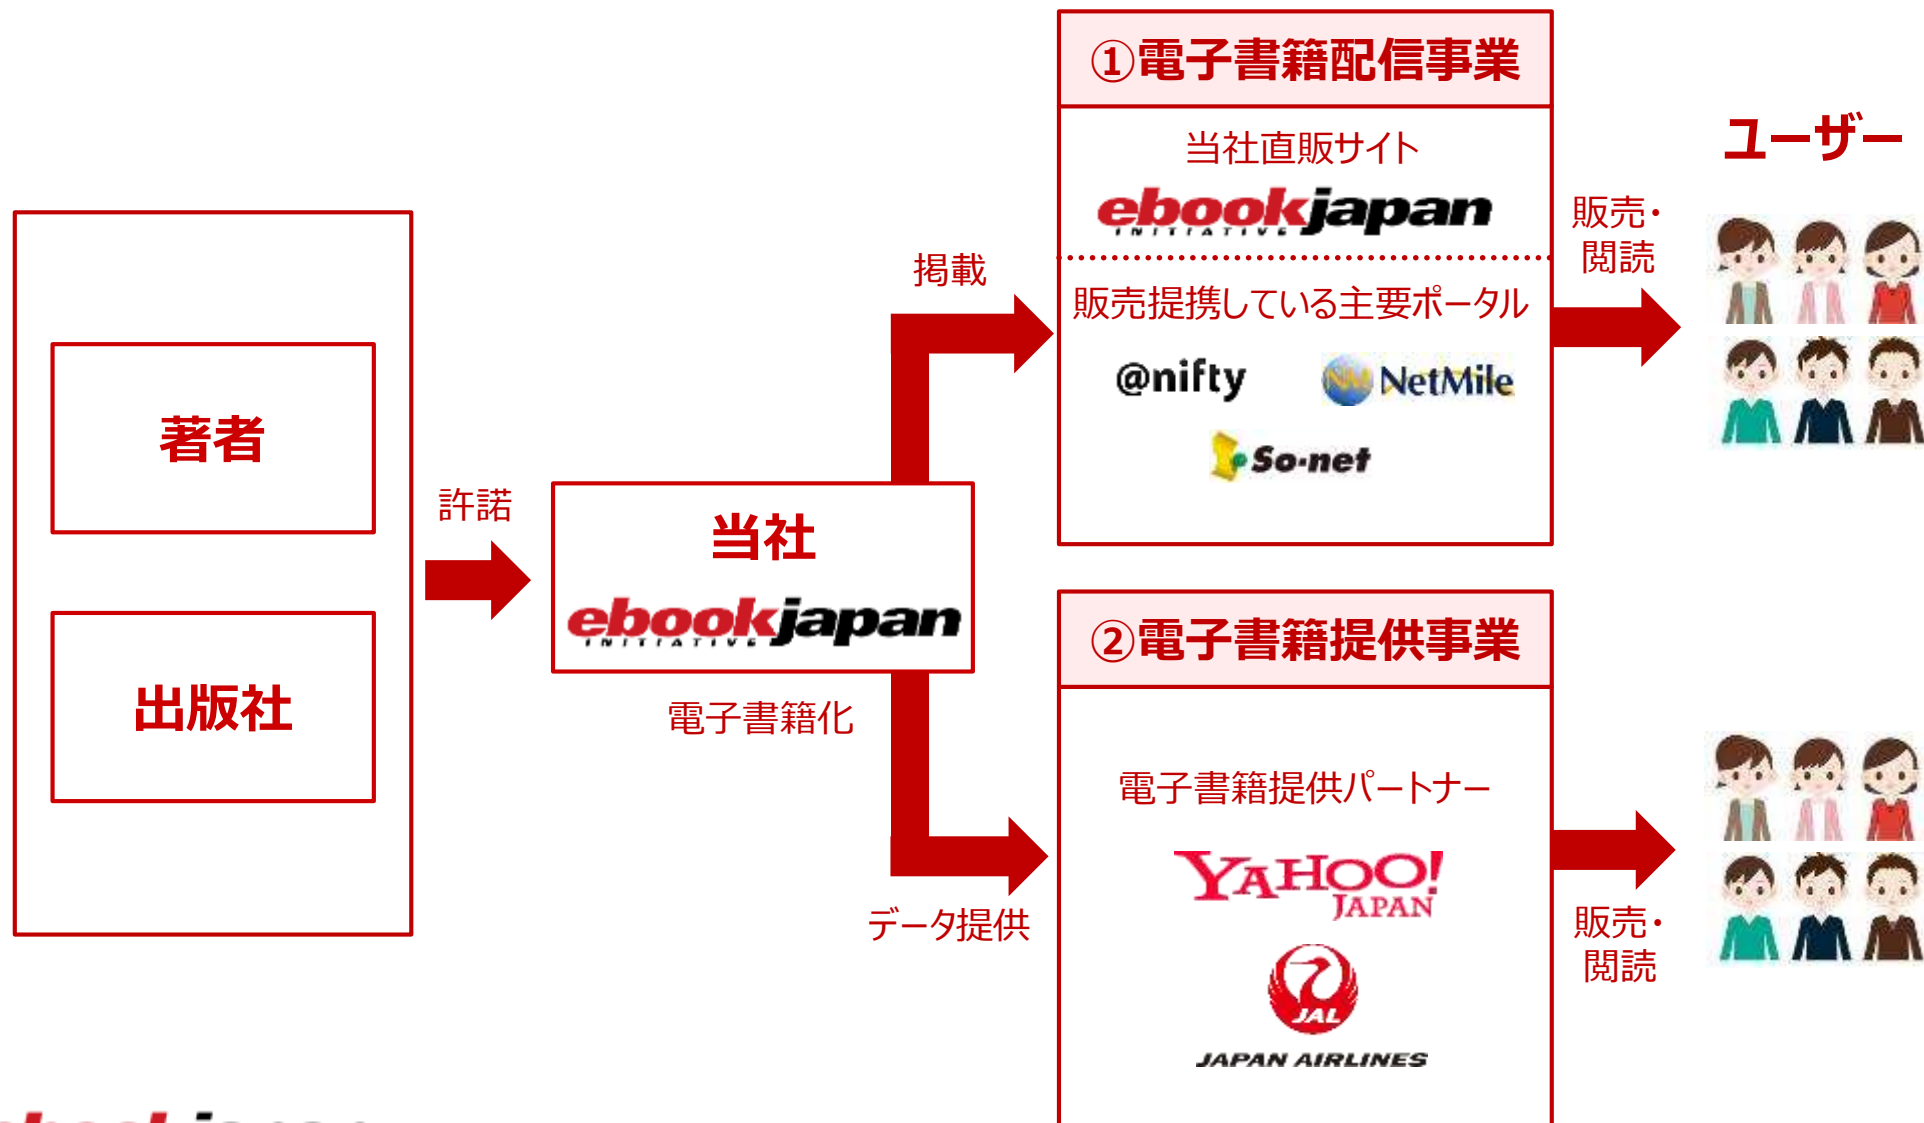 著者
出版社
許諾
当社
ebookjapan
INITIATIVE
電子書籍化
掲載
データ提供
①電子書籍配信事業
当社直販サイト
ebookjapan
INITIATIVE
販売提携している主要ポータル
@nifty
NetMile
So-net
②電子書籍提供事業
電子書籍提供パートナー
YAHOO!
JAPAN
JAL
JAPAN AIRLINES
販売・
閲読
ユーザー
販売・
閲読